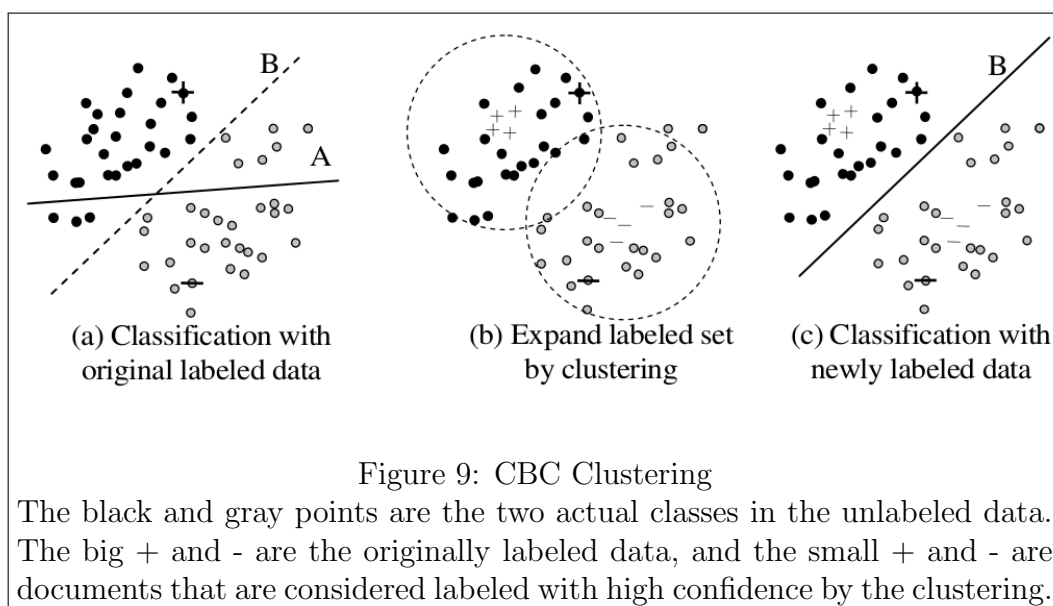 B
A
B
(a) Classification with
original labeled data
(b) Expand labeled set
by clustering
(c) Classification with
newly labeled data
Figure 9: CBC Clustering
The black and gray points are the two actual classes in the unlabeled data.
The big + and - are the originally labeled data, and the small + and - are
documents that are considered labeled with high confidence by the clustering.